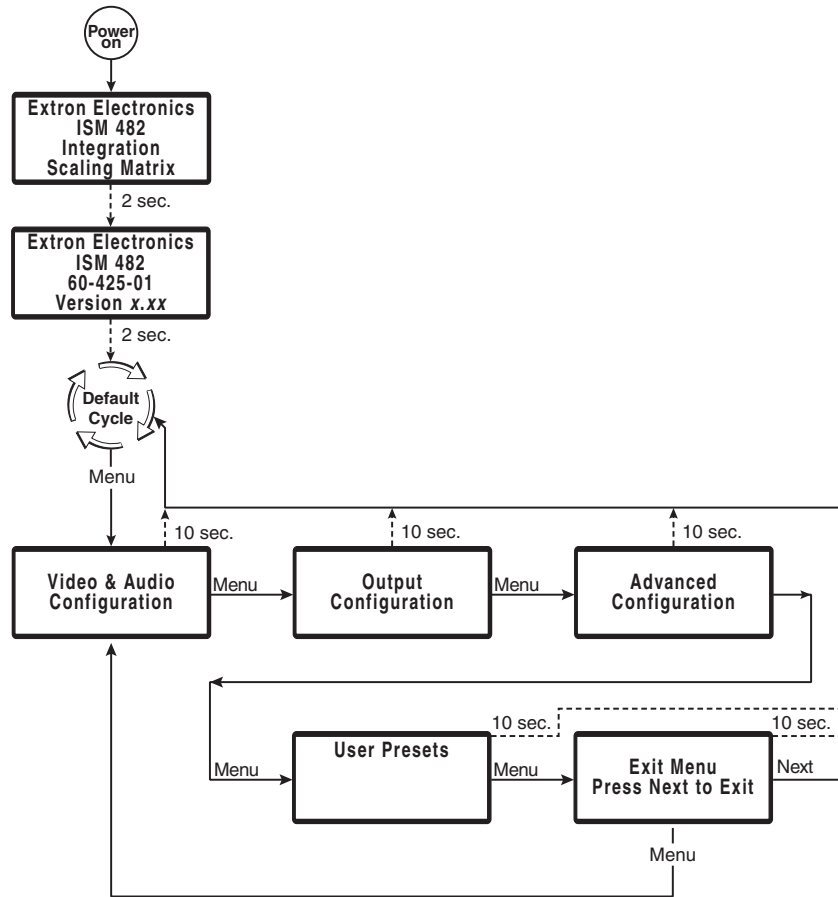 Power
on
Extron Electronics
ISM 482
Integration
Scaling Matrix
2 sec.
Extron Electronics
ISM 482
60-425-01
Version x.xx
2 sec.
Default
Cycle
Menu
10 sec.
10 sec.
10 sec.
Video & Audio
Configuration
Menu
Output
Configuration
Menu
Advanced
Configuration
10 sec.
10 sec.
Menu
User Presets
Menu
Exit Menu
Press Next to Exit
Next
Menu